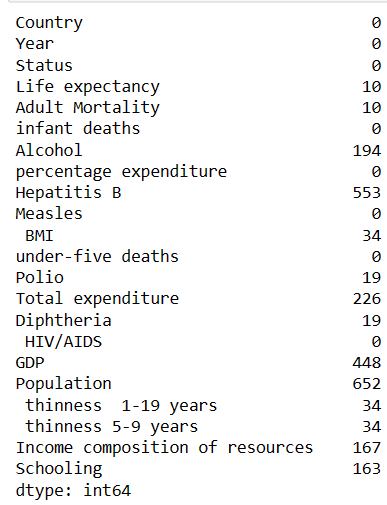 Country 0
Year 0
Status 0
Life expectancy 10
Adult Mortality 10
infant deaths 0
Alcohol 194
percentage expenditure 0
Hepatitis B 553
Measles 0
 BMI 34
under-five deaths 0
Polio 19
Total expenditure 226
Diphtheria 19
 HIV/AIDS 0
GDP 448
Population 652
 thinness  1-19 years 34
 thinness 5-9 years 34
Income composition of resources 167
Schooling 163
dtype: int64